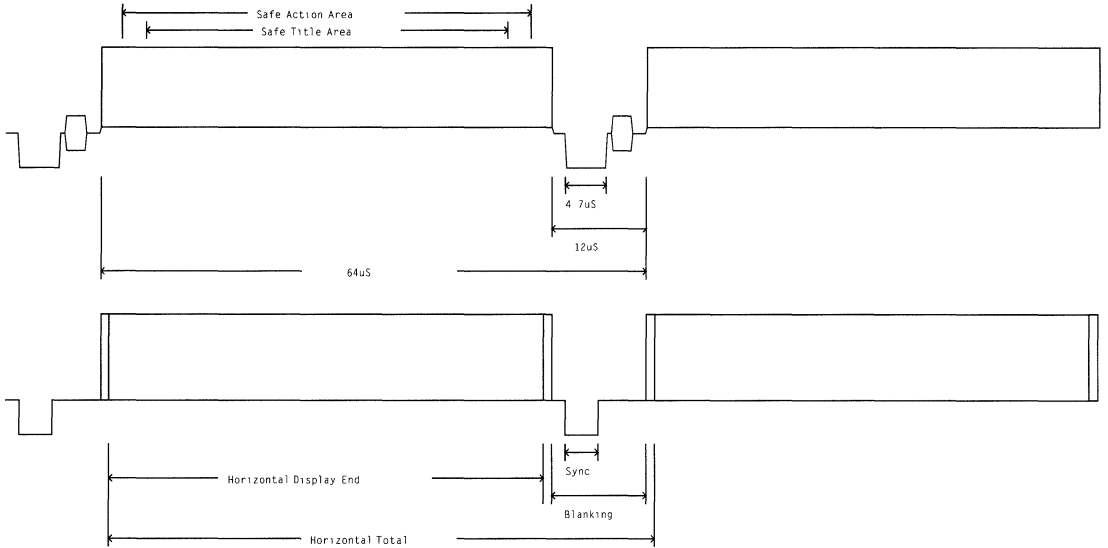 Safe Action Area
Safe Title Area
4 7uS
12uS
64uS
Sync
Horizontal Display End
Blanking
Horizontal Total